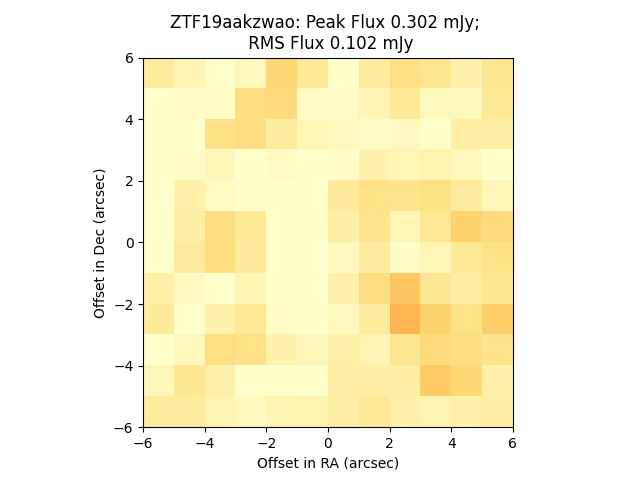 ZTF19aakzwao: Peak Flux 0.302 mJy;
RMS Flux 0.102 mJy
6
4
2
0
−2
−4
−6
Offset in Dec (arcsec)
−6 −4 −2 0 2 4 6
Offset in RA (arcsec)